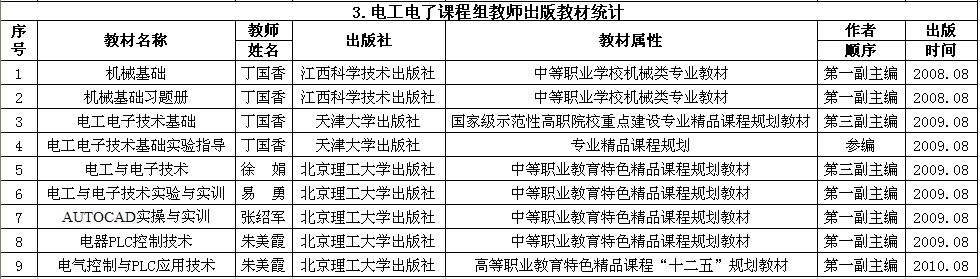 3.电工电了课程组教师出版教材统计
序号 教材名称 教师姓名 出版社 教材属性 作者顺序 出版时间
1 机械基础 丁国香 江西科学技术出版社 中等职业学校机械类专业教材 第一副主编 2008.08
2 机械基础习题册 丁国香 江西科学技术出版社 中等职业学校机械类专业教材 第一副主编 2008.08
3 电工电子技术基础 丁国香 天津大学出版社 国家级示范性高职院校重点建设专业精品课程规划教材 第三副主编 2009.08
4 电工电子技术基础实验指导 丁国香 天津大学出版社 专业精品课程规划 参编 2009.08
5 电工与电子技术 徐 娟 北京理工大学出版社 中等职业教育特色精品课程规划教材 第三副主编 2009.08
6 电工与电子技术实验与实训 易 勇 北京理工大学出版社 中等职业教育特色精品课程规划教材 第一副主编 2009.08
7 AUTOCAD实操与实训 张绍军 北京理工大学出版社 中等职业教育特色精品课程规划教材 第一副主编 2009.08
8 电器PLC控制技术 朱美霞 北京理工大学出版社 中等职业教育特色精品课程规划教材 第一副主编 2009.08
9 电气控制与PLC应用技术 朱美霞 北京理工大学出版社 高等职业教育特色精品课程“十二五”规划教材 第一副主编 2010.08